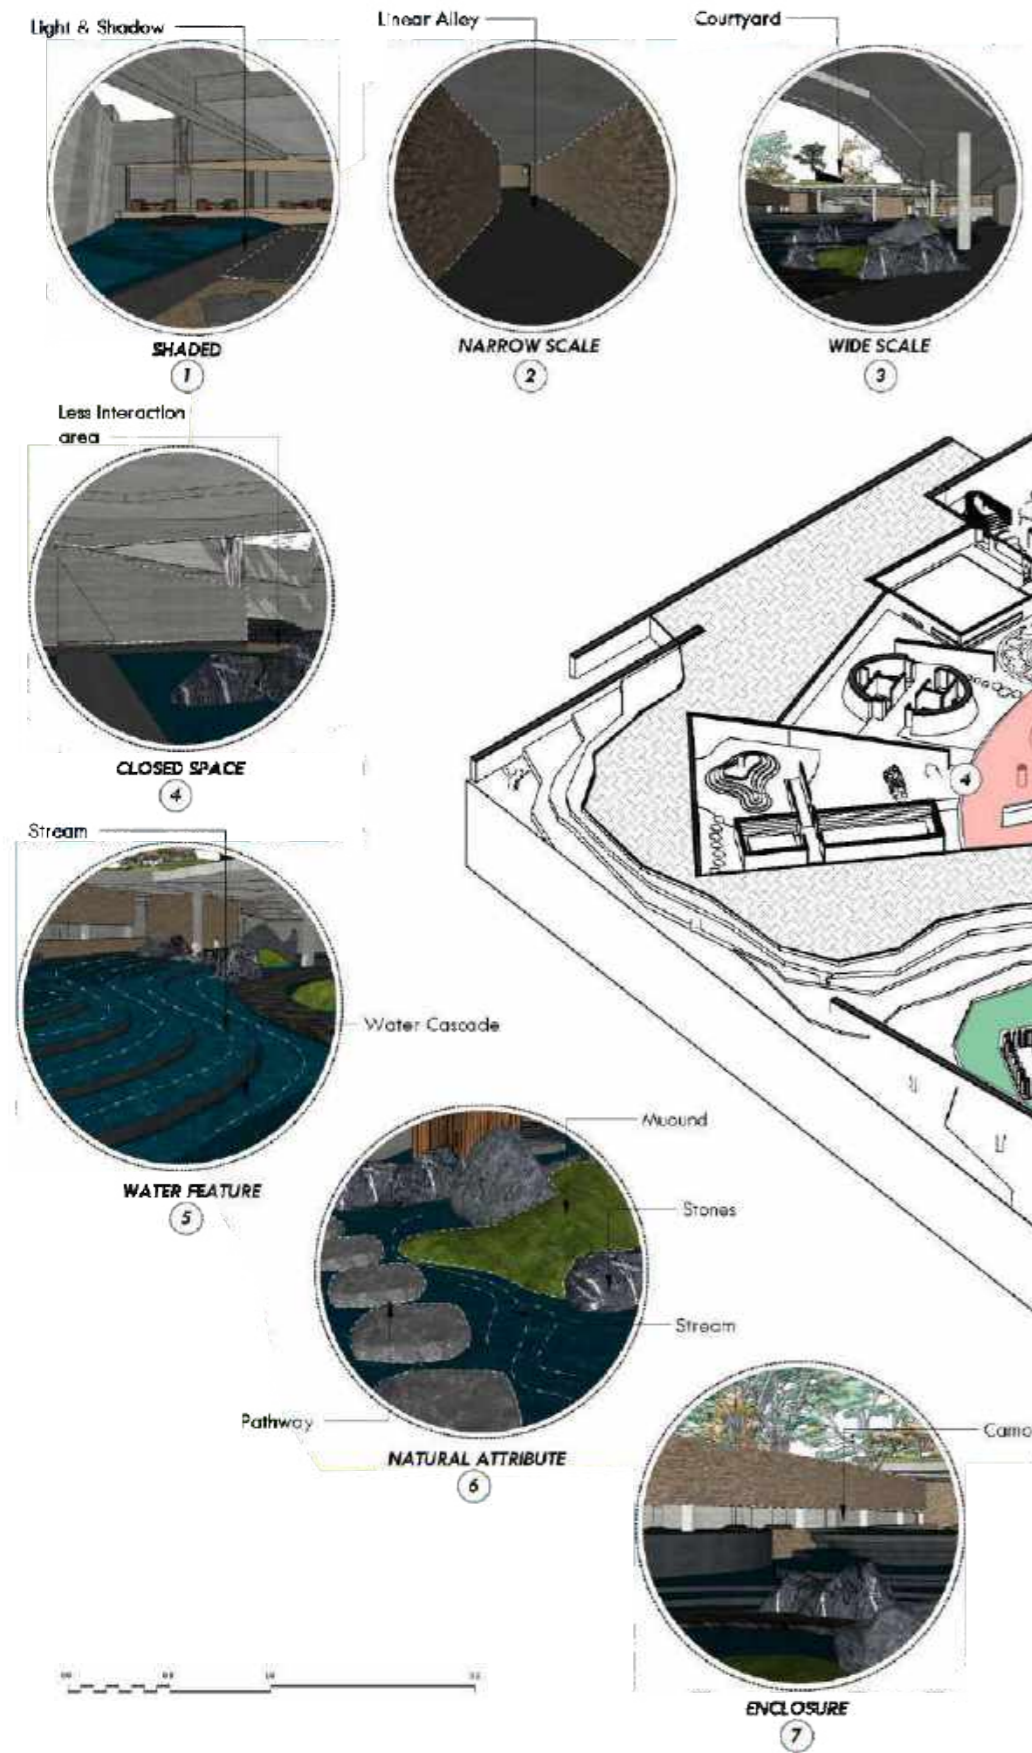 Light & Shadow
Linear Alley
Courtyard
SHADED
1
NARROW SCALE
2
WIDE SCALE
3
Less Interaction
area
CLOSED SPACE
4
4
Stream
Water Cascade
WATER FEATURE
5
Muound
Stones
Stream
Pathway
NATURAL ATTRIBUTE
6
Camo
ENCLOSURE
7